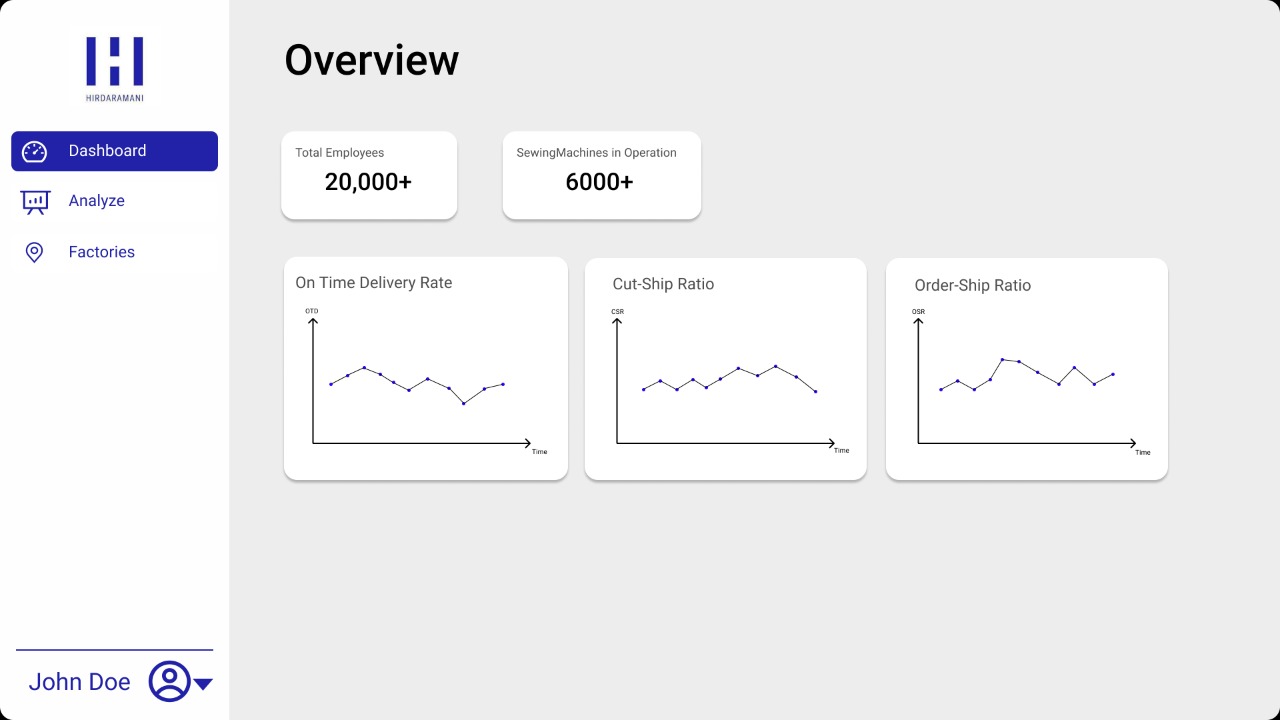 HIRDARAMANI
Dashboard
Analyze
Factories
John Doe
Overview
Total Employees
20,000+
SewingMachines in Operation
6000+
On Time Delivery Rate
OTD
Time
Cut-Ship Ratio
CSR
Time
Order-Ship Ratio
OSR
Time